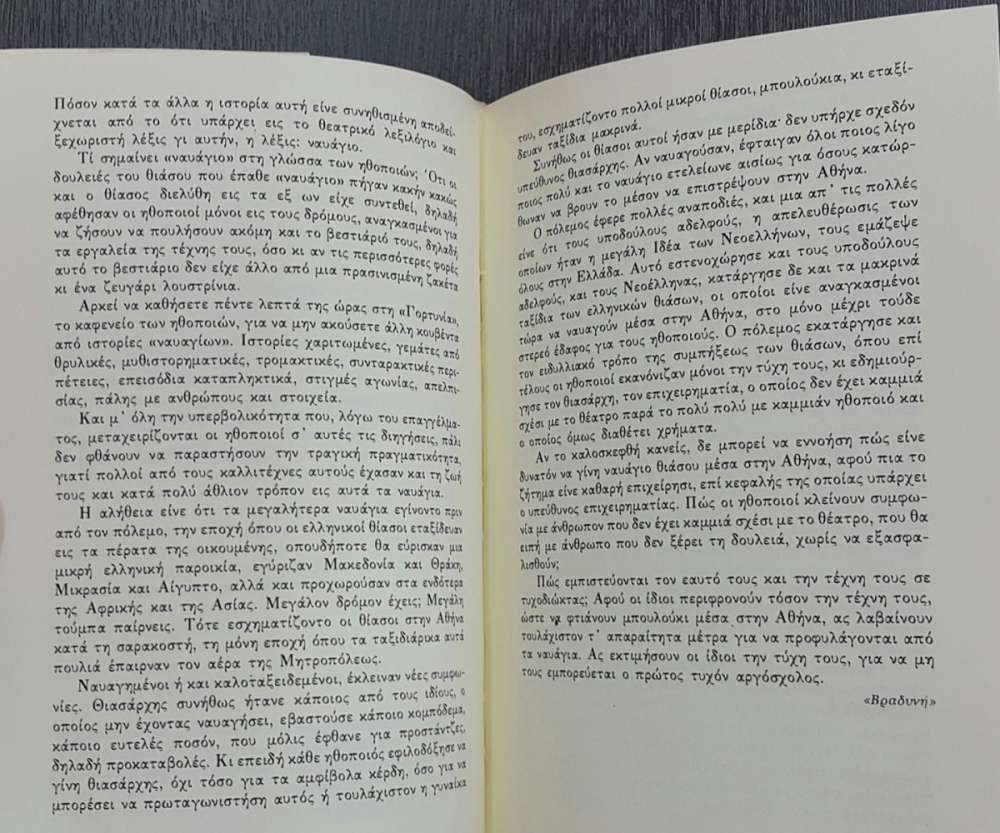 Πόσον κατά τα άλλα η ιστορία αυτή είνε συνηθισμένη αποδεί-
χνεται από το ότι υπάρχει εις το θεατρικό λεξιλόγιο και
ξεχωριστή λέξις γι αυτήν, η λέξις: ναυάγιο.
Τί σημαίνει «ναυάγιο» στη γλώσσα των ηθοποιών; Ότι οι
δουλειές του θιάσου που έπαθε «ναυάγιο» πήγαν κακήν κακώς
και ο θίασος διελύθη εις τα εξ ων είχε συντεθεί, δηλαδή
αφέθησαν οι ηθοποιοί μόνοι εις τους δρόμους, αναγκασμένοι για
να ζήσουν να πουλήσουν ακόμη και το βεστιάριό τους, δηλαδή
τα εργαλεία της τέχνης τους, όσο κι αν τις περισσότερες φορές
αυτό το βεστιάριο δεν είχε άλλο από μια πρασινισμένη ζακέτα
κι ένα ζευγάρι λουστρίνια.
Αρκεί να καθήσετε πέντε λεπτά της ώρας στη «Γορτυνία»,
το καφενείο των ηθοποιών, για να μην ακούσετε άλλη κουβέντα
από ιστορίες «ναυαγίων». Ιστορίες χαριτωμένες, γεμάτες από
θρυλικές, μυθιστορηματικές, τρομακτικές, συνταρακτικές περι-
πέτειες, επεισόδια καταπληκτικά, στιγμές αγωνίας, απελπι-
σίας, πάλης με ανθρώπους και στοιχεία.
Και μ' όλη την υπερβολικότητα που, λόγω του επαγγέλμα-
τος, μεταχειρίζονται οι ηθοποιοί σ' αυτές τις διηγήσεις, πάλι
δεν φθάνουν να παραστήσουν την τραγική πραγματικότητα,
γιατί πολλοί από τους καλλιτέχνες αυτούς έχασαν και τη ζωή
τους και κατά πολύ άθλιον τρόπον εις αυτά τα ναυάγια.
Η αλήθεια είνε ότι τα μεγαλήτερα ναυάγια εγίνοντο πριν
από τον πόλεμο, την εποχή όπου οι ελληνικοί θίασοι εταξίδευαν
εις τα πέρατα της οικουμένης, οπουδήποτε θα εύρισκαν μια
μικρή ελληνική παροικία, εγύριζαν Μακεδονία και Θράκη,
Μικρασία και Αίγυπτο, αλλά και προχωρούσαν στα ενδότερα
της Αφρικής και της Ασίας. Μεγάλον δρόμον έχεις; Μεγάλη
τούμπα παίρνεις. Τότε εσχηματίζοντο οι θίασοι στην Αθήνα
κατά τη σαρακοστή, τη μόνη εποχή όπου τα ταξιδιάρικα αυτά
πουλιά έπαιρναν τον αέρα της Μητροπόλεως.
Ναυαγημένοι ή και καλοταξειδεμένοι, έκλειναν νέες συμφω-
νίες. Θιασάρχης συνήθως ήτανε κάποιος από τους ιδίους, ο
οποίος μην έχοντας ναυαγήσει, εβαστούσε κάποιο κομπόδεμα,
κάποιο ευτελές ποσόν, που μόλις έφθανε για προστάντζες,
δηλαδή προκαταβολές. Κι επειδή κάθε ηθοποιός εφιλοδόξησε να
γίνη θιασάρχης, όχι τόσο για τα αμφίβολα κέρδη, όσο για να
μπορέσει να πρωταγωνιστήση αυτός ή τουλάχιστον η γυναίκα
του, εσχηματίζοντο πολλοί μικροί θίασοι, μπουλούκια, κι εταξί-
δευαν ταξίδια μακρινά.
Συνήθως οι θίασοι αυτοί ήσαν με μερίδια· δεν υπήρχε σχεδόν
υπεύθυνος θιασάρχης. Αν ναυαγούσαν, έφταιγαν όλοι ποιος λίγο
ποιος πολύ και το ναυάγιο ετελείωνε αισίως για όσους κατώρ-
θωναν να βρουν το μέσον να επιστρέψουν στην Αθήνα.
Ο πόλεμος έφερε πολλές αναποδιές, και μια απ' τις πολλές
είνε ότι τους υποδούλους αδελφούς, η απελευθέρωσις των
οποίων ήταν η μεγάλη Ιδέα των Νεοελλήνων, τους εμάζεψε
όλους στην Ελλάδα. Αυτό εστενοχώρησε και τους υποδούλους
αδελφούς, και τους Νεοέλληνας, κατάργησε δε και τα μακρινά
ταξίδια των ελληνικών θιάσων, οι οποίοι είνε αναγκασμένοι
τώρα να ναυαγούν μέσα στην Αθήνα, στο μόνο μέχρι τούδε
στερεό έδαφος για τους ηθοποιούς. Ο πόλεμος εκατάργησε και
τον ειδυλλιακό τρόπο της συμπήξεως των θιάσων, όπου επί
τέλους οι ηθοποιοί εκανόνιζαν μόνοι την τύχη τους, κι εδημιούρ-
γησε τον θιασάρχη, τον επιχειρηματία, ο οποίος δεν έχει καμμιά
σχέσι με το θέατρο παρά το πολύ πολύ με καμμιάν ηθοποιό και
ο οποίος όμως διαθέτει χρήματα.
Αν το καλοσκεφθή κανείς, δε μπορεί να εννοήση πώς είνε
δυνατόν να γίνη ναυάγιο θιάσου μέσα στην Αθήνα, αφού πια το
ζήτημα είνε καθαρή επιχείρησι, επί κεφαλής της οποίας υπάρχει
ο υπεύθυνος επιχειρηματίας. Πώς οι ηθοποιοί κλείνουν συμφω-
νία με άνθρωπον που δεν έχει καμμιά σχέσι με το θέατρο, που θα
ειπή με άνθρωπο που δεν ξέρει τη δουλειά, χωρίς να εξασφα-
λισθούν;
Πώς εμπιστεύονται τον εαυτό τους και την τέχνη τους σε
τυχοδιώκτας; Αφού οι ίδιοι περιφρονούν τόσον την τέχνη τους,
ώστε να φτιάνουν μπουλούκι μέσα στην Αθήνα, ας λαβαίνουν
τουλάχιστον τ' απαραίτητα μέτρα για να προφυλάγονται από
τα ναυάγια. Ας εκτιμήσουν οι ίδιοι την τύχη τους, για να μη
τους εμπορεύεται ο πρώτος τυχόν αργόσχολος.
«Βραδυνή»